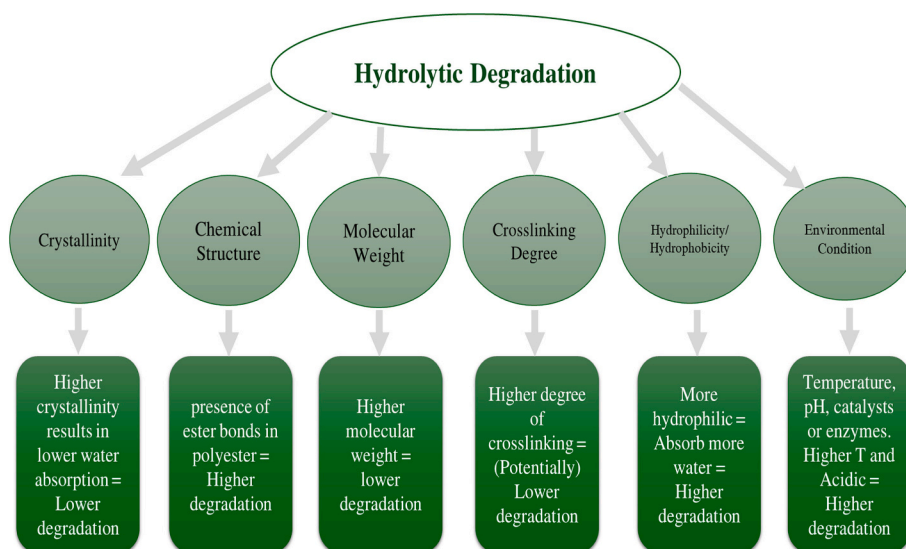 Hydrolytic Degradation
Crystallinity
Chemical
Structure
Molecular
Weight
Crosslinking
Degree
Hydrophilicity/
Hydrophobicity
Environmental
Condition
Higher
crystallinity
results in
lower water
absorption =
Lower
degradation
presence of
ester bonds in
polyester =
Higher
degradation
Higher
molecular
weight =
lower
degradation
Higher degree
of
crosslinking =
(Potentially)
Lower
degradation
More
hydrophilic =
Absorb more
water =
Higher
degradation
Temperature,
pH, catalysts
or enzymes.
Higher T and
Acidic =
Higher
degradation